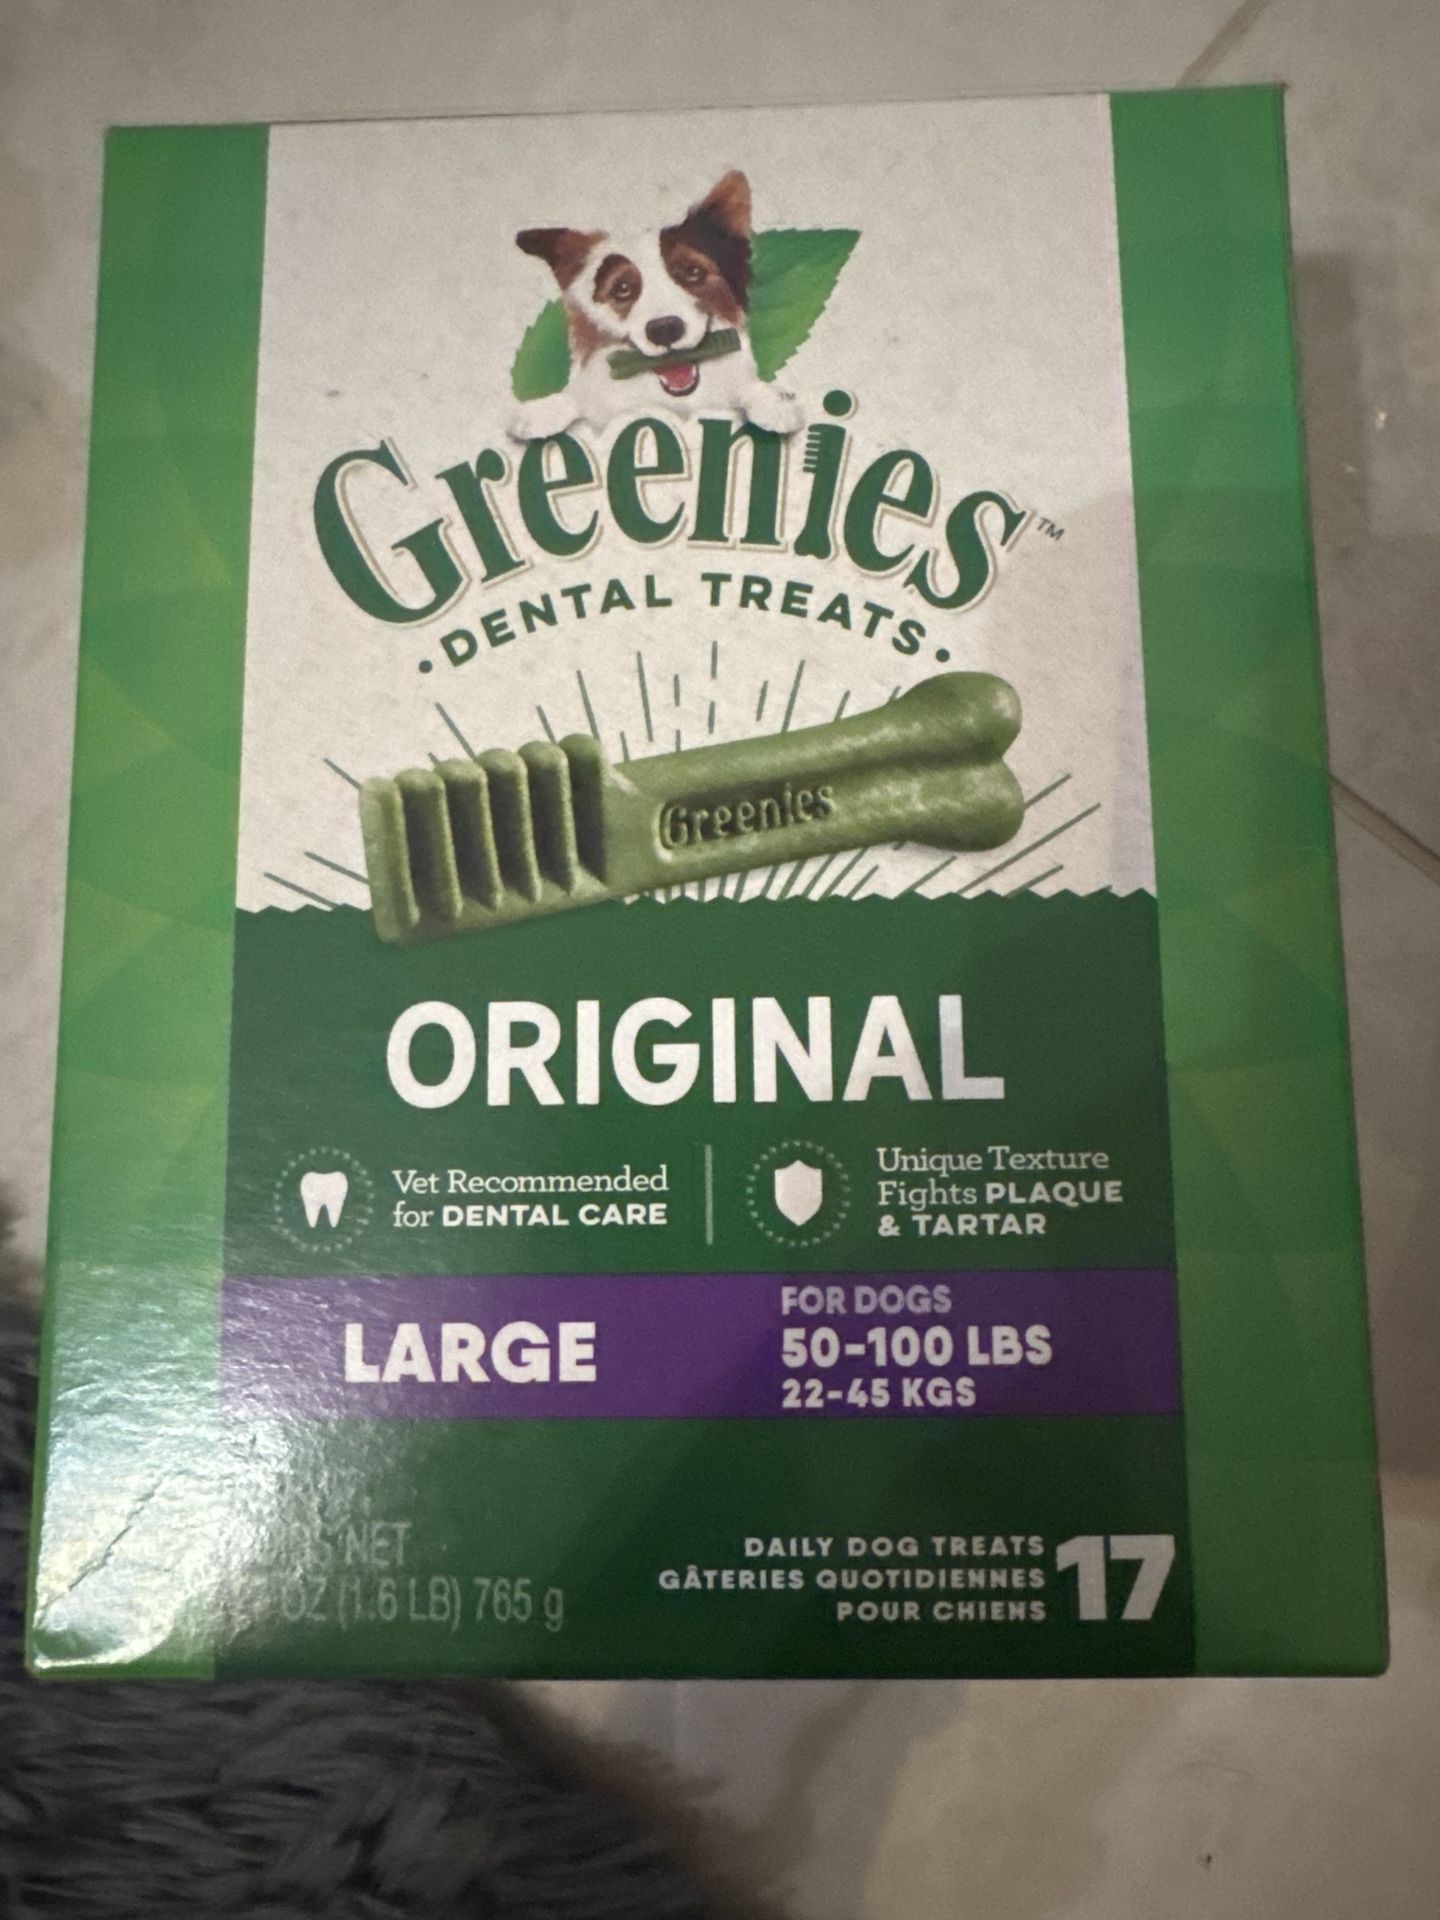 Greenies™
• DENTAL TREATS •
Greenies
ORIGINAL
Vet Recommended
for DENTAL CARE
Unique Texture
Fights PLAQUE
& TARTAR
LARGE
FOR DOGS
50-100 LBS
22-45 KGS
NET
OZ (1.6 LB) 765 g
DAILY DOG TREATS
GÂTERIES QUOTIDIENNES
POUR CHIENS
17